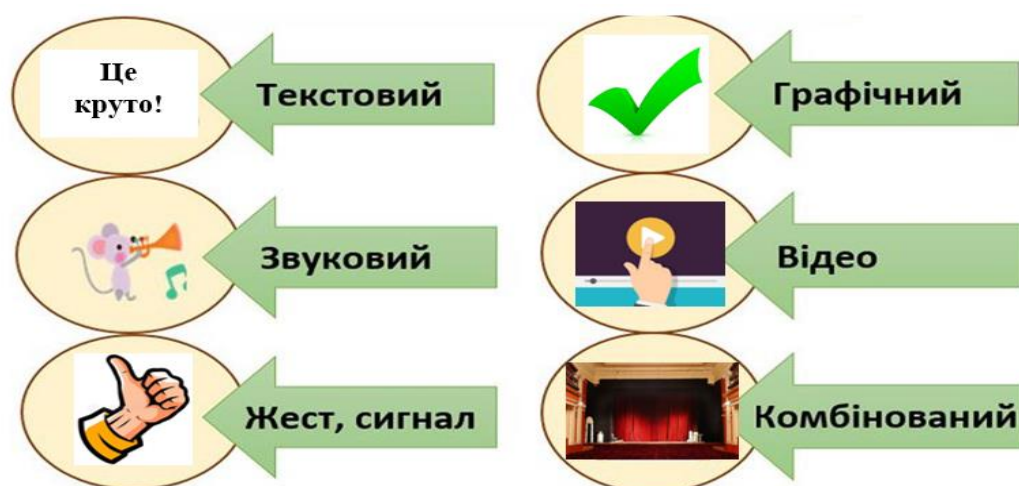 Це
круто!
Текстовий
Графічний
Звуковий
Відео
Жест, сигнал
Комбінований